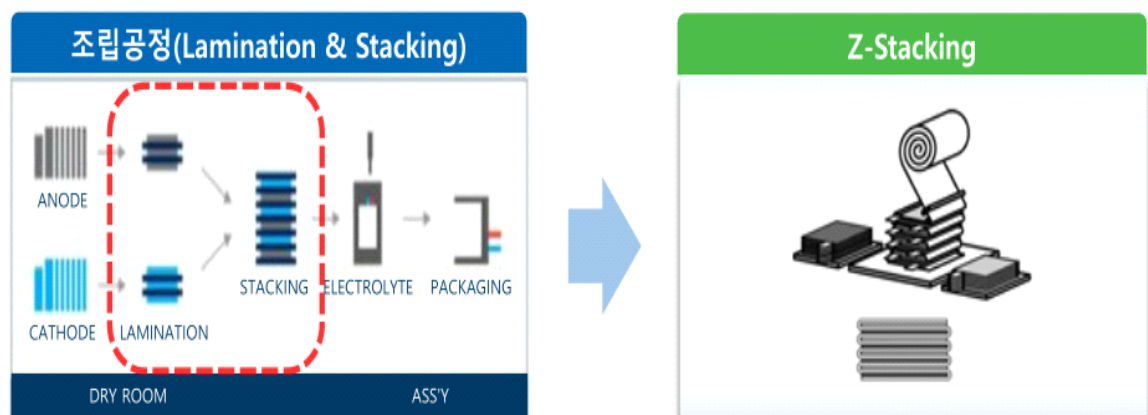 조립공정(Lamination & Stacking)
Z-Stacking
ANODE
CATHODE
LAMINATION
STACKING
ELECTROLYTE
PACKAGING
DRY ROOM
ASS'Y